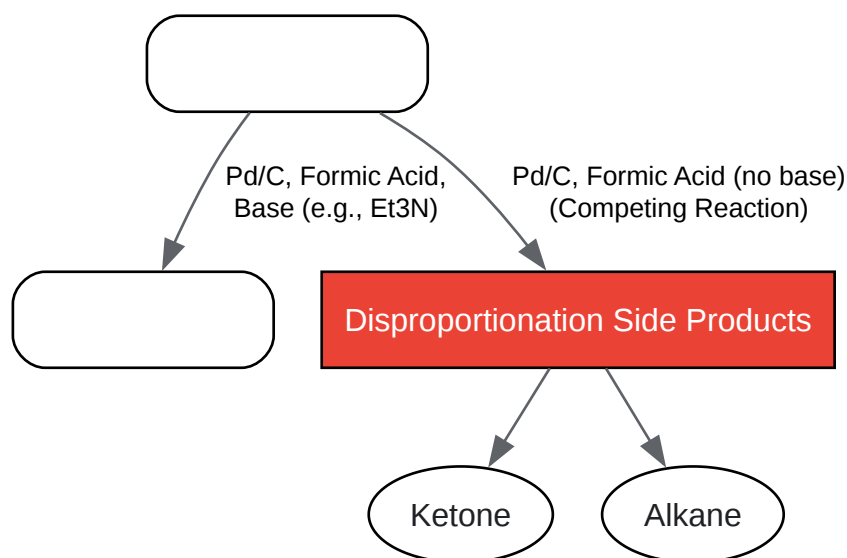 Pd/C, Formic Acid,
Base (e.g., Et3N)
Pd/C, Formic Acid (no base)
(Competing Reaction)
Disproportionation Side Products
Ketone
Alkane